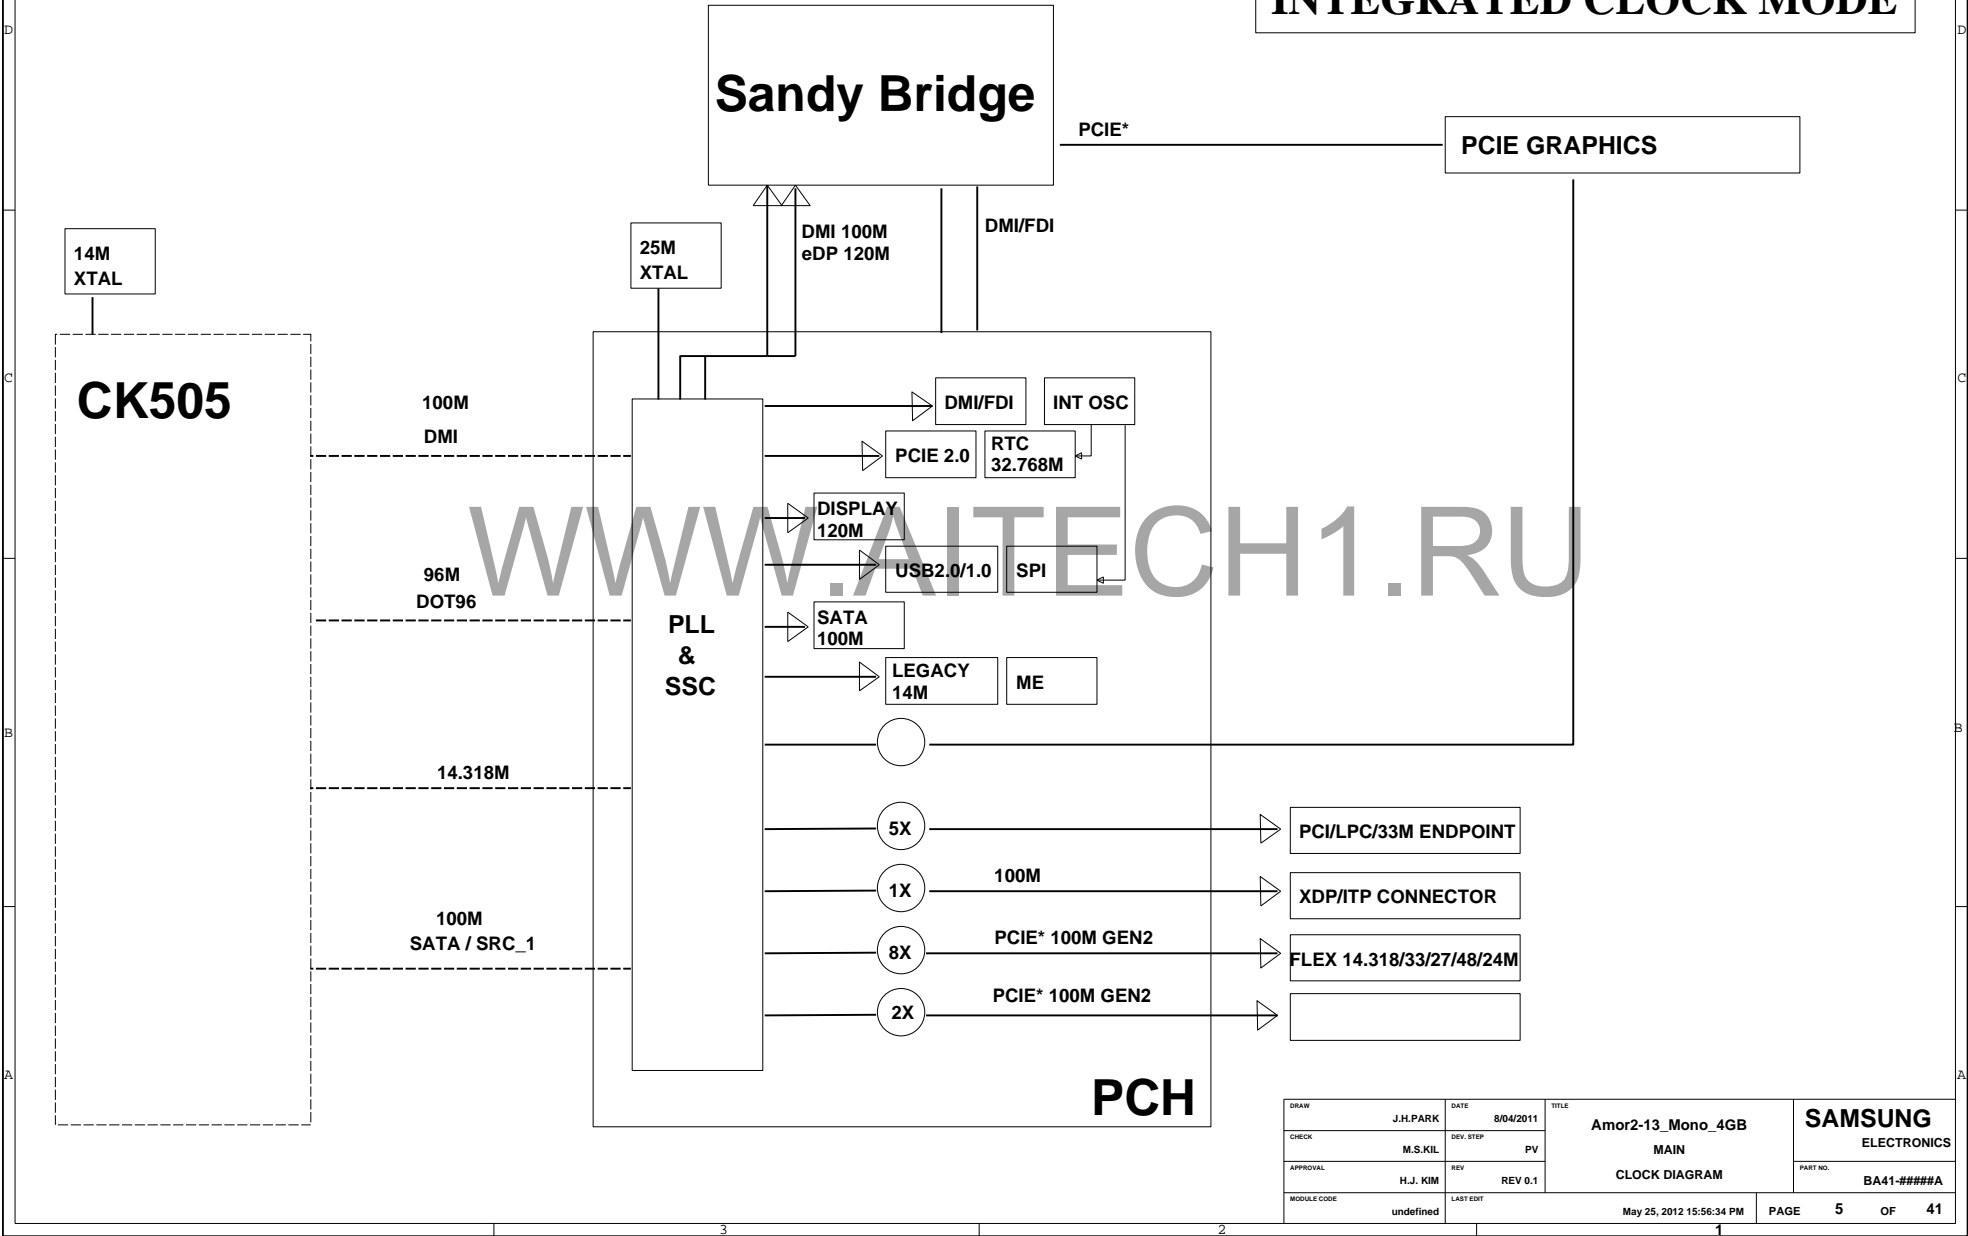 INTEGRATED CLOCK MODE
D
D
Sandy Bridge
PCIE*
PCIE GRAPHICS
14M
XTAL
25M
XTAL
DMI 100M
eDP 120M
DMI/FDI
C
C
CK505
100M
DMI
DMI/FDI
INT OSC
PCIE 2.0
RTC
32.768M
DISPLAY
120M
WWW.AITECH1.RU
96M
DOT96
USB2.0/1.0
SPI
SATA
100M
PLL
&
SSC
LEGACY
14M
ME
B
B
14.318M
5X
PCI/LPC/33M ENDPOINT
1X
100M
XDP/ITP CONNECTOR
100M
SATA / SRC_1
8X
PCIE* 100M GEN2
FLEX 14.318/33/27/48/24M
2X
PCIE* 100M GEN2
A
A
PCH
DRAW
J.H.PARK
DATE
8/04/2011
TITLE
Amor2-13_Mono_4GB
MAIN
CLOCK DIAGRAM
SAMSUNG
ELECTRONICS
CHECK
M.S.KIL
DEV. STEP
PV
APPROVAL
H.J. KIM
REV
REV 0.1
PART NO.
BA41-#####A
MODULE CODE
undefined
LAST EDIT
May 25, 2012 15:56:34 PM
PAGE 5 OF 41
3
2
1